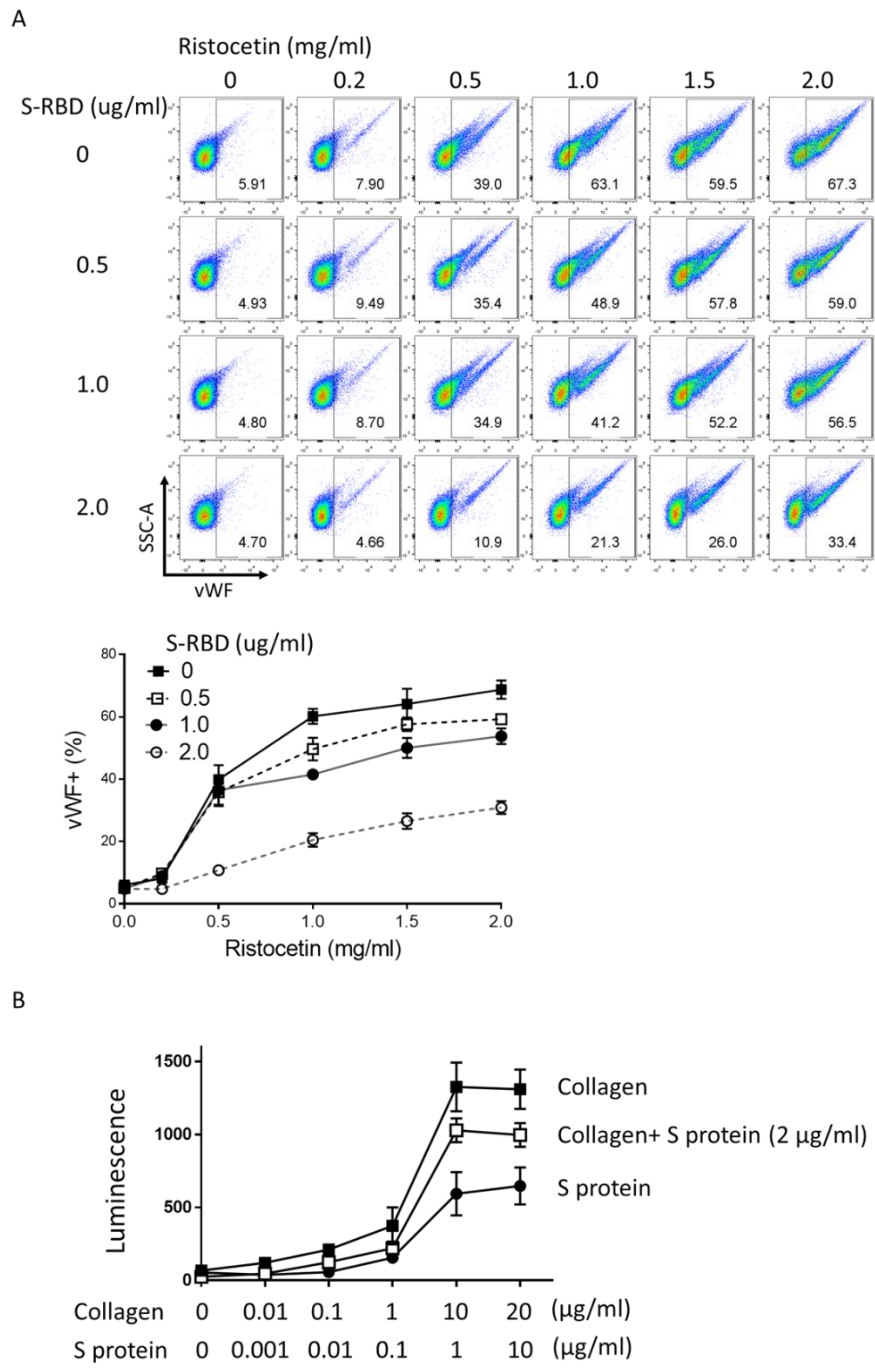 A
Ristocetin (mg/ml)
0 0.2 0.5 1.0 1.5 2.0
S-RBD (ug/ml)
0
5.91 7.90 39.0 63.1 59.5 67.3
0.5
4.93 9.49 35.4 48.9 57.8 59.0
1.0
4.80 8.70 34.9 41.2 52.2 56.5
2.0
4.70 4.66 10.9 21.3 26.0 33.4
SSC-A
vWF
S-RBD (ug/ml)
0
0.5
1.0
2.0
vWF+ (%)
80
60
40
20
0
0.0 0.5 1.0 1.5 2.0
Ristocetin (mg/ml)
B
Luminescence
1500
1000
500
0
Collagen
Collagen+ S protein (2 µg/ml)
S protein
Collagen 0 0.01 0.1 1 10 20 (µg/ml)
S protein 0 0.001 0.01 0.1 1 10 (µg/ml)